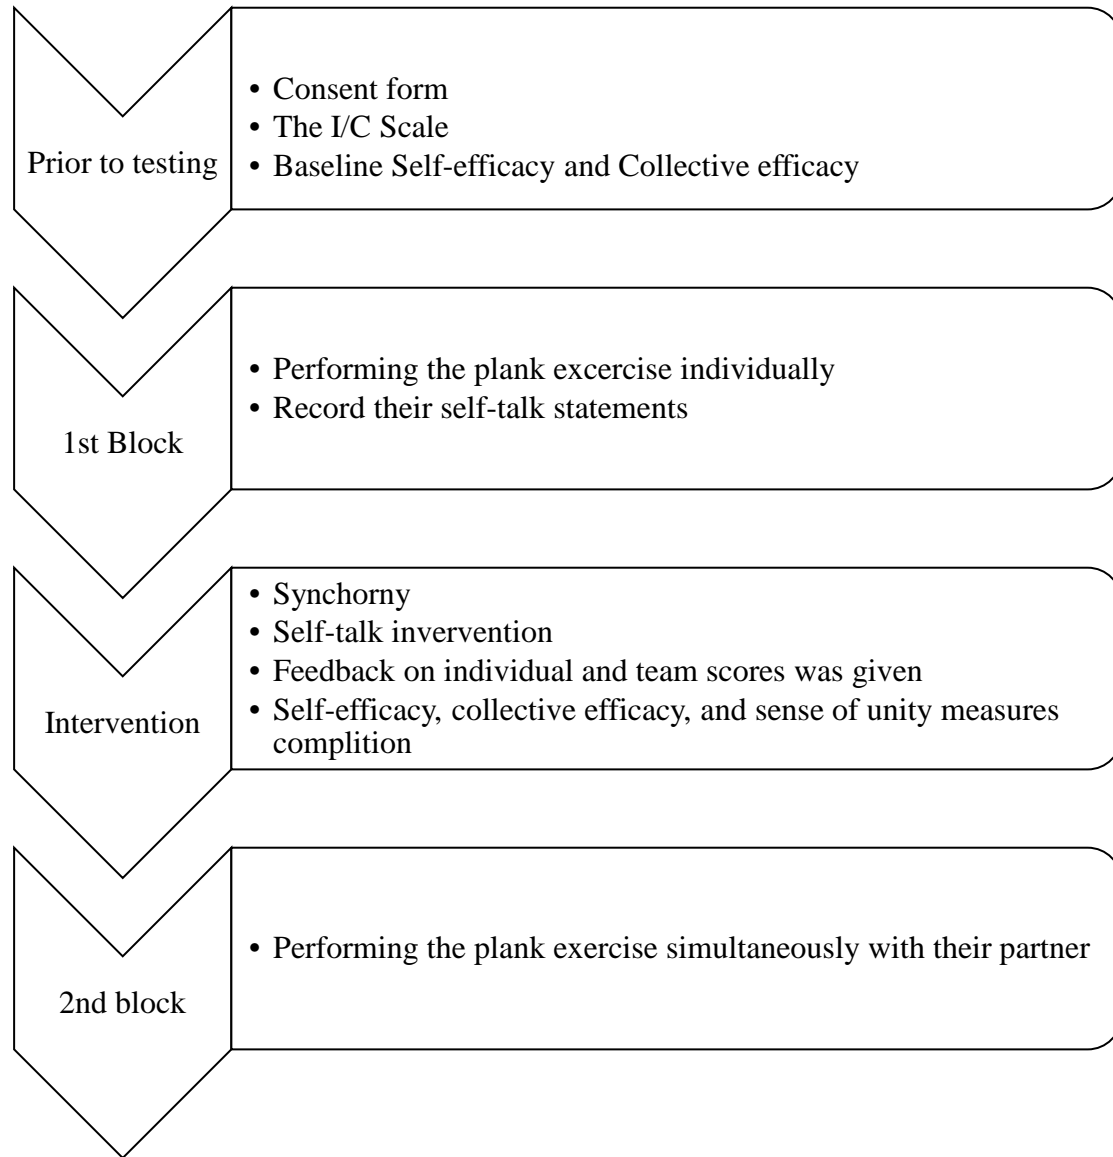 Prior to testing
• Consent form
• The I/C Scale
• Baseline Self-efficacy and Collective efficacy
1st Block
• Performing the plank excercise individually
• Record their self-talk statements
Intervention
• Synchorny
• Self-talk invervention
• Feedback on individual and team scores was given
• Self-efficacy, collective efficacy, and sense of unity measures
complition
2nd block
• Performing the plank exercise simultaneously with their partner